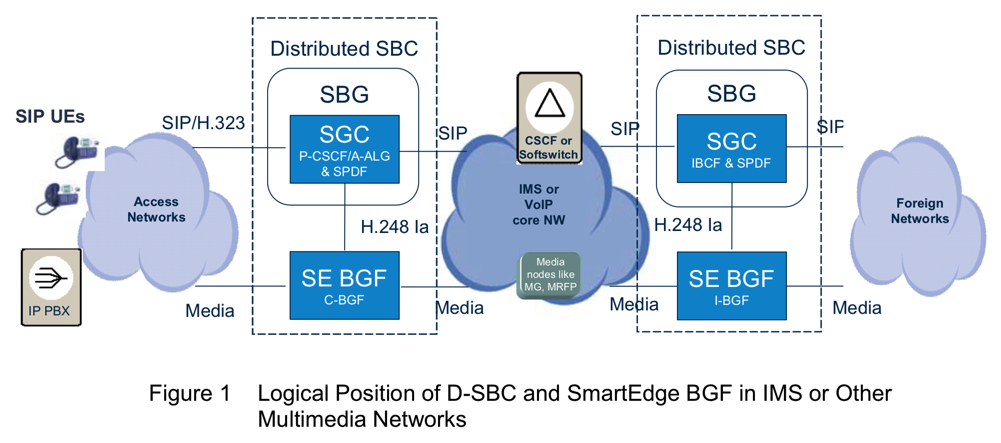 Distributed SBC
SBG
SIP UEs
SIP/H.323
SGC
P-CSCF/A-ALG
& SPDF
SIP
Access
Networks
H.248 Ia
SE BGF
C-BGF
IP PBX
Media
Media
CSCF or
Softswitch
IMS or
VoIP
core NW
Media
nodes like
MG, MRFP
Distributed SBC
SBG
SIP
SGC
IBCF & SPDF
SIP
H.248 Ia
SE BGF
I-BGF
Media
Media
Foreign
Networks
Figure 1 Logical Position of D-SBC and SmartEdge BGF in IMS or Other
Multimedia Networks